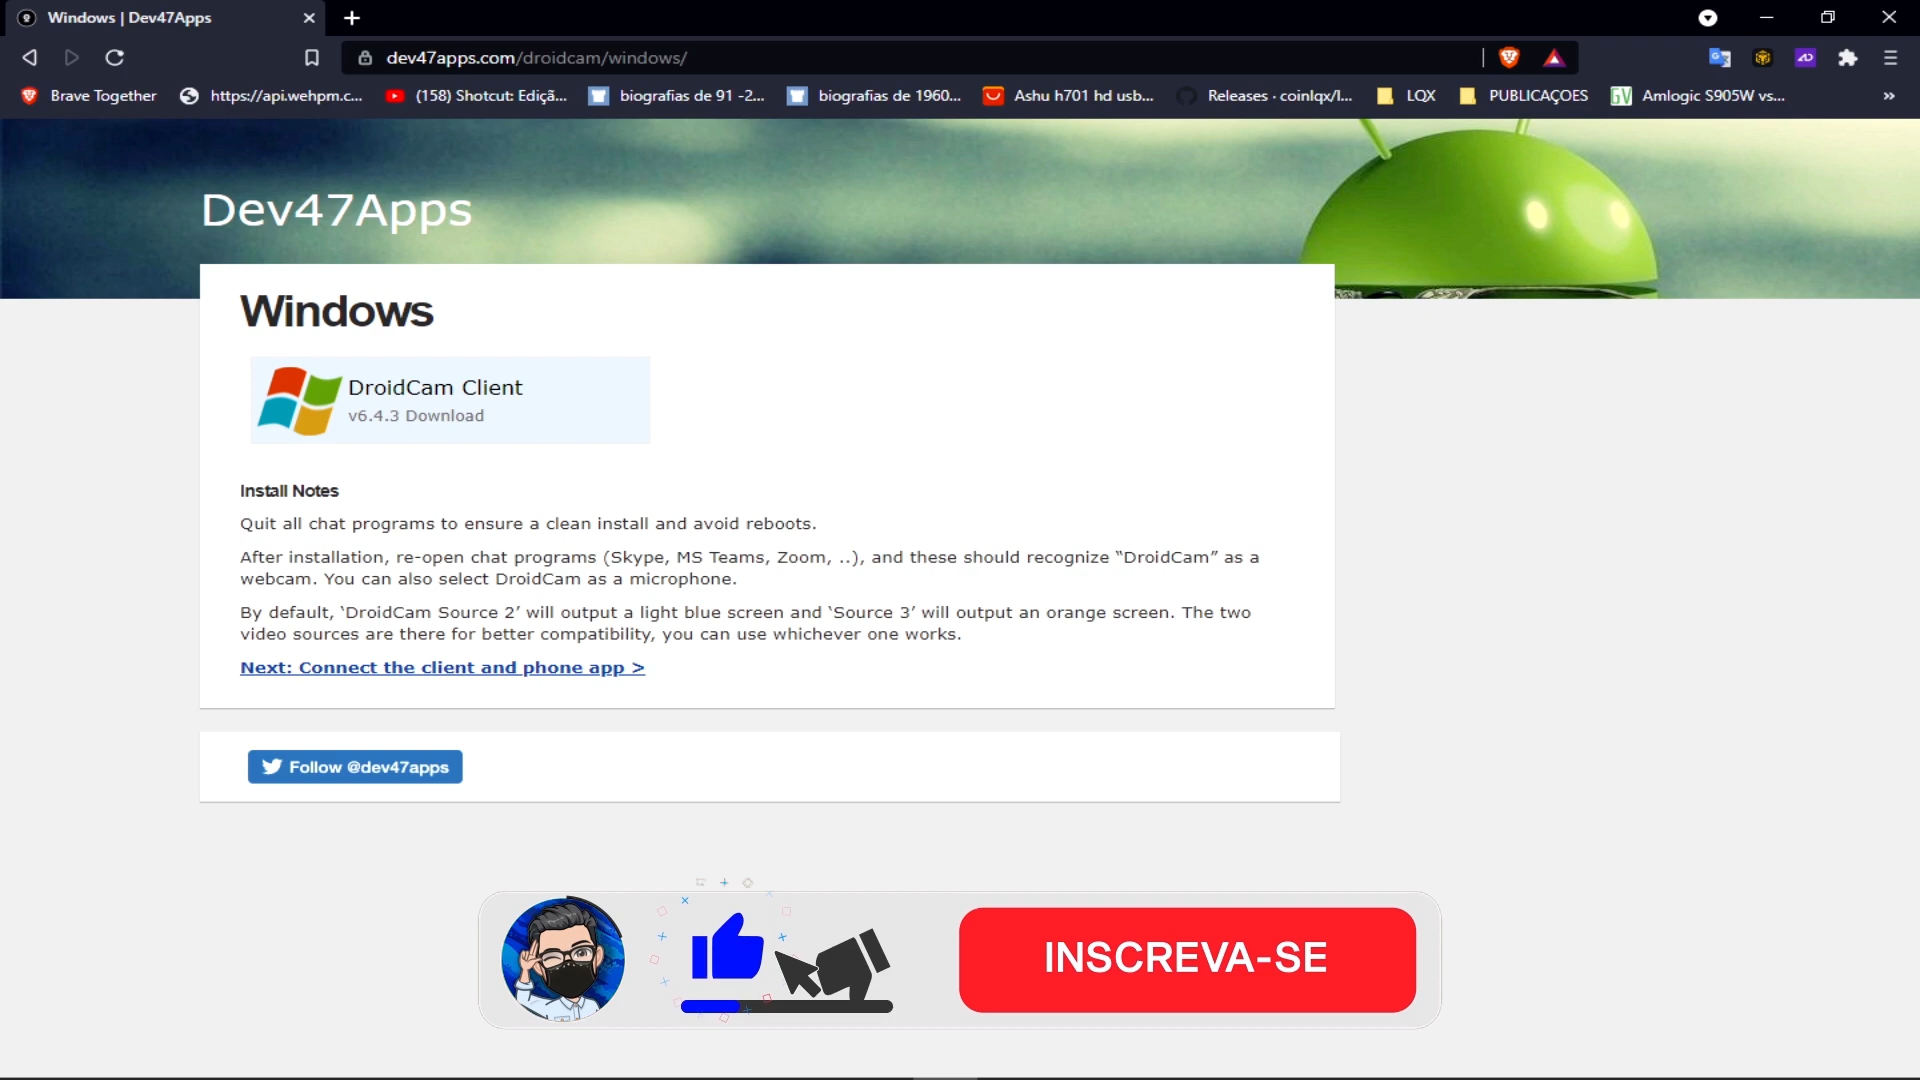 Windows | Dev47Apps
dev47apps.com/droidcam/windows/
Brave Together
https://api.wehpm.c...
(158) Shotcut: Ediçã...
biografias de 91 -2...
biografias de 1960...
Ashu h701 hd usb...
Releases · coinlqx/l...
LQX
PUBLICAÇOES
GV
Amlogic S905W vs...
»
Dev47Apps
Windows
DroidCam Client
v6.4.3 Download
Install Notes
Quit all chat programs to ensure a clean install and avoid reboots.
After installation, re-open chat programs (Skype, MS Teams, Zoom, ..), and these should recognize “DroidCam” as a
webcam. You can also select DroidCam as a microphone.
By default, ‘DroidCam Source 2’ will output a light blue screen and ‘Source 3’ will output an orange screen. The two
video sources are there for better compatibility, you can use whichever one works.
Next: Connect the client and phone app >
Follow @dev47apps
INSCREVA-SE